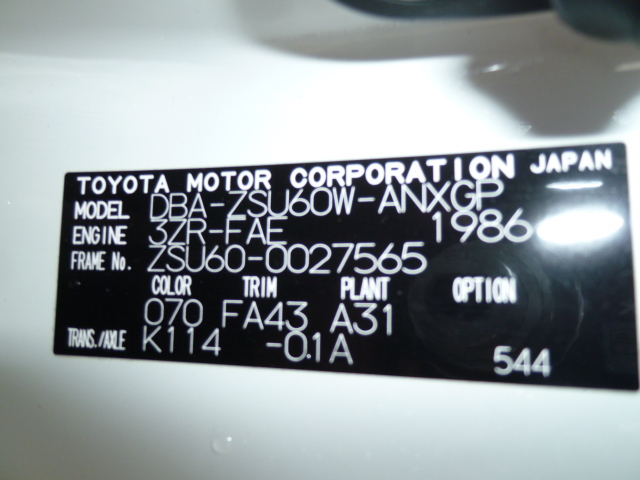 TOYOTA MOTOR CORPORATION JAPAN
MODEL DBA-ZSU60W-ANXGP
ENGINE 3ZR-FAE 1986
FRAME No. ZSU60-0027565
COLOR TRIM PLANT OPTION
070 FA43 A31
TRANS./AXLE K114 -01A
544